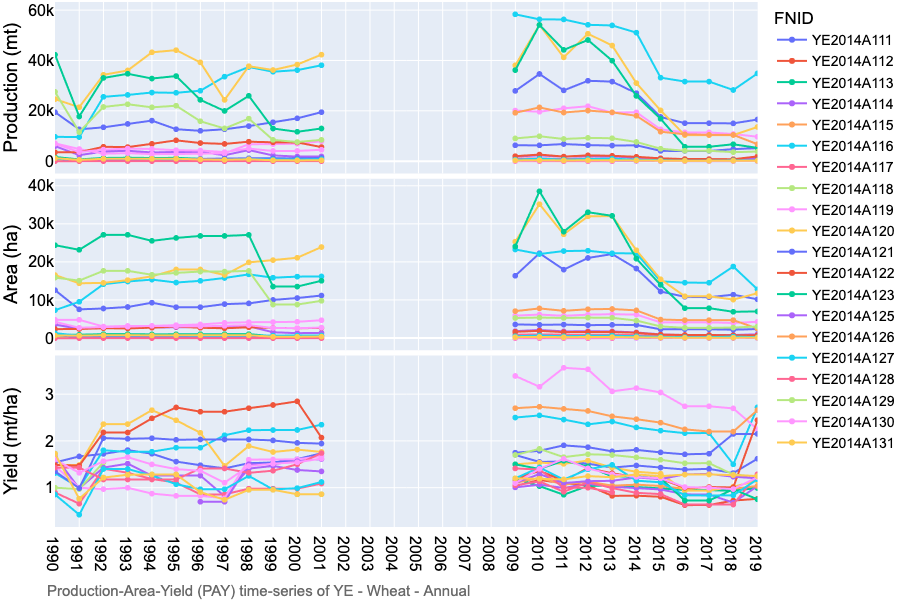 FNID
YE2014A111
YE2014A112
YE2014A113
YE2014A114
YE2014A115
YE2014A116
YE2014A117
YE2014A118
YE2014A119
YE2014A120
YE2014A121
YE2014A122
YE2014A123
YE2014A125
YE2014A126
YE2014A127
YE2014A128
YE2014A129
YE2014A130
YE2014A131
Production (mt)
60k
40k
20k
0
Area (ha)
40k
30k
20k
10k
0
Yield (mt/ha)
3
2
1
1990 1991 1992 1993 1994 1995 1996 1997 1998 1999 2000 2001 2002 2003 2004 2005 2006 2007 2008 2009 2010 2011 2012 2013 2014 2015 2016 2017 2018 2019
Production-Area-Yield (PAY) time-series of YE - Wheat - Annual